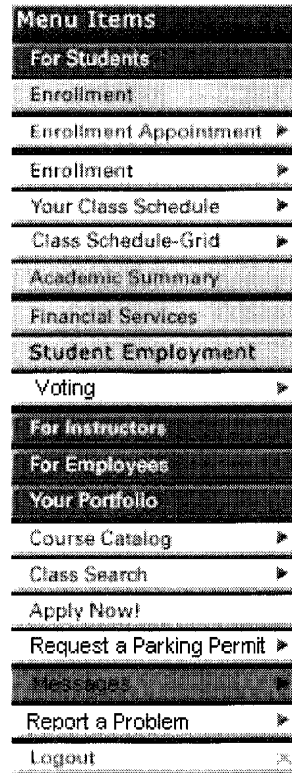 Menu Items
For Students
Enrollment
Enrollment Appointment
Enrollment
Your Class Schedule
Class Schedule-Grid
Academic Summary
Financial Services
Student Employment
Voting
For Instructors
For Employees
Your Portfolio
Course Catalog
Class Search
Apply Now!
Request a Parking Permit
Messages
Report a Problem
Logout